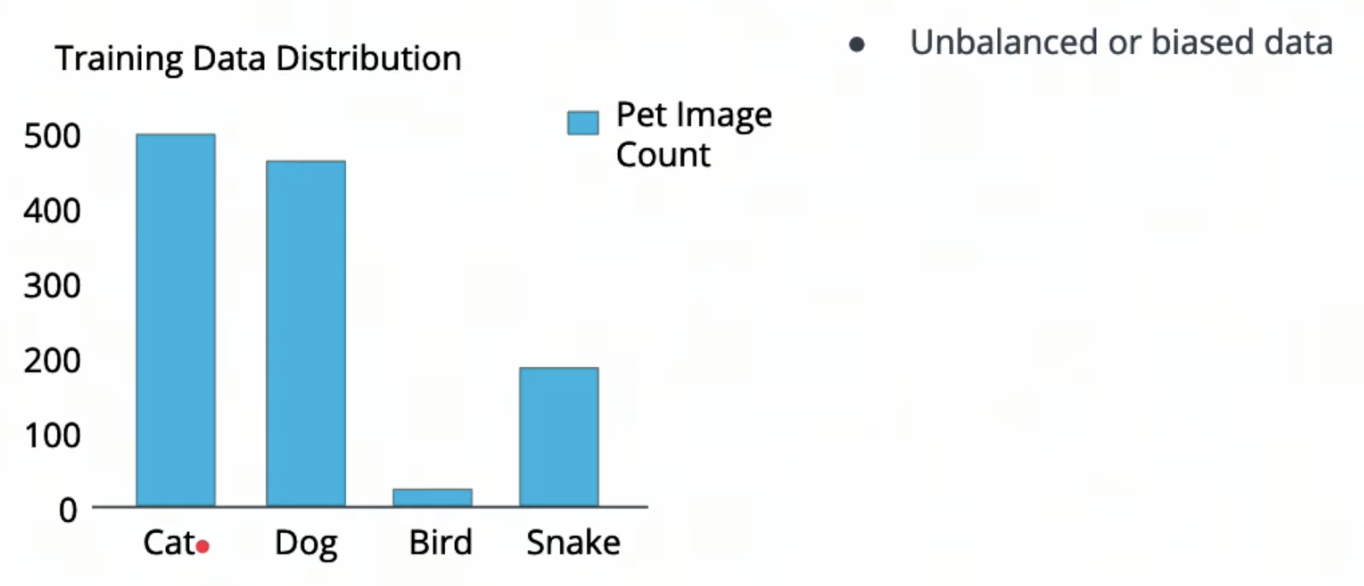 Training Data Distribution
• Unbalanced or biased data
Pet Image
Count
500
400
300
200
100
0
Cat
Dog
Bird
Snake